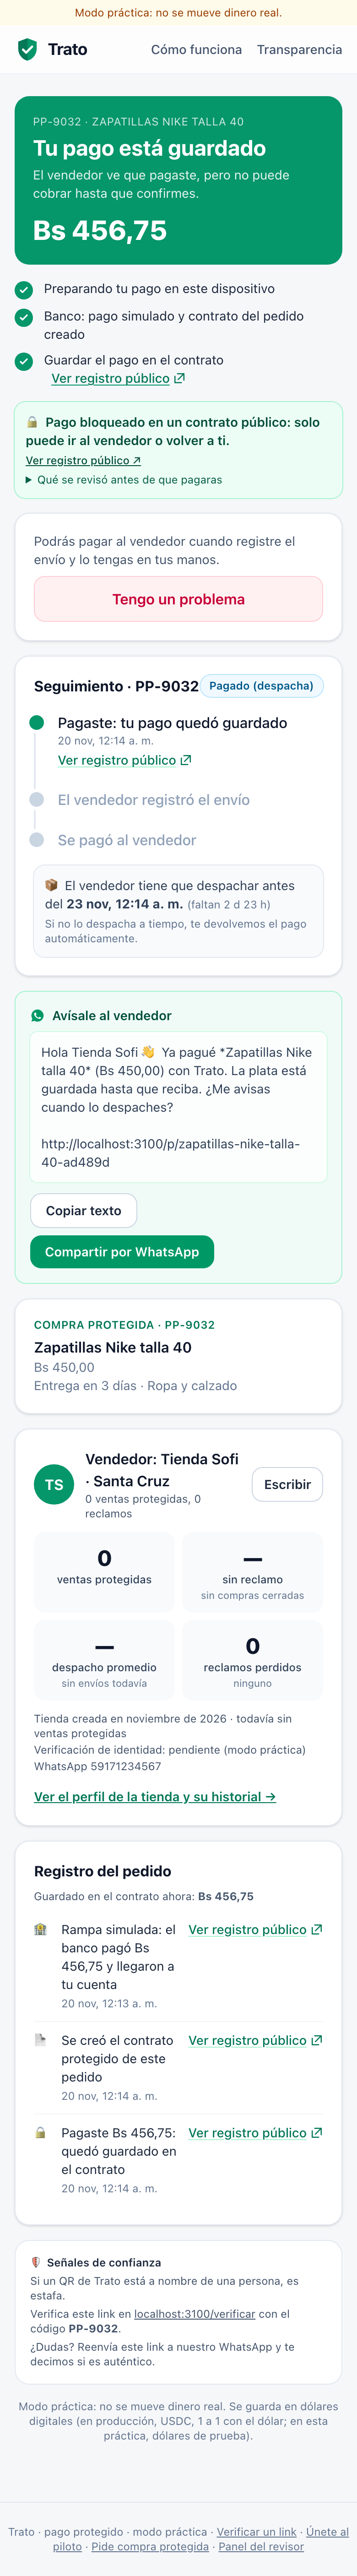 Modo práctica: no se mueve dinero real.
Trato
Cómo funciona
Transparencia
PP-9032 · ZAPATILLAS NIKE TALLA 40
Tu pago está guardado
El vendedor ve que pagaste, pero no puede
cobrar hasta que confirmes.
Bs 456,75
Preparando tu pago en este dispositivo
Banco: pago simulado y contrato del pedido
creado
Guardar el pago en el contrato
Ver registro público
Pago bloqueado en un contrato público: solo
puede ir al vendedor o volver a ti.
Ver registro público ↗
▶ Qué se revisó antes de que pagaras
Podrás pagar al vendedor cuando registre el
envío y lo tengas en tus manos.
Tengo un problema
Seguimiento · PP-9032
Pagado (despacha)
Pagaste: tu pago quedó guardado
20 nov, 12:14 a. m.
Ver registro público
El vendedor registró el envío
Se pagó al vendedor
📦 El vendedor tiene que despachar antes
del 23 nov, 12:14 a. m. (faltan 2 d 23 h)
Si no lo despacha a tiempo, te devolvemos el pago
automáticamente.
Avísale al vendedor
Hola Tienda Sofi 👋 Ya pagué *Zapatillas Nike
talla 40* (Bs 450,00) con Trato. La plata está
guardada hasta que reciba. ¿Me avisas
cuando lo despaches?
http://localhost:3100/p/zapatillas-nike-talla-
40-ad489d
Copiar texto
Compartir por WhatsApp
COMPRA PROTEGIDA · PP-9032
Zapatillas Nike talla 40
Bs 450,00
Entrega en 3 días · Ropa y calzado
TS
Vendedor: Tienda Sofi
· Santa Cruz
0 ventas protegidas, 0
reclamos
Escribir
0
ventas protegidas
—
sin reclamo
sin compras cerradas
—
despacho promedio
sin envíos todavía
0
reclamos perdidos
ninguno
Tienda creada en noviembre de 2026 · todavía sin
ventas protegidas
Verificación de identidad: pendiente (modo práctica)
WhatsApp 59171234567
Ver el perfil de la tienda y su historial →
Registro del pedido
Guardado en el contrato ahora: Bs 456,75
Rampa simulada: el
banco pagó Bs
456,75 y llegaron a
tu cuenta
20 nov, 12:13 a. m.
Ver registro público
Se creó el contrato
protegido de este
pedido
20 nov, 12:14 a. m.
Ver registro público
Pagaste Bs 456,75:
quedó guardado en
el contrato
20 nov, 12:14 a. m.
Ver registro público
Señales de confianza
Si un QR de Trato está a nombre de una persona, es
estafa.
Verifica este link en localhost:3100/verificar con el
código PP-9032.
¿Dudas? Reenvía este link a nuestro WhatsApp y te
decimos si es auténtico.
Modo práctica: no se mueve dinero real. Se guarda en dólares
digitales (en producción, USDC, 1 a 1 con el dólar; en esta
práctica, dólares de prueba).
Trato · pago protegido · modo práctica · Verificar un link · Únete al
piloto · Pide compra protegida · Panel del revisor